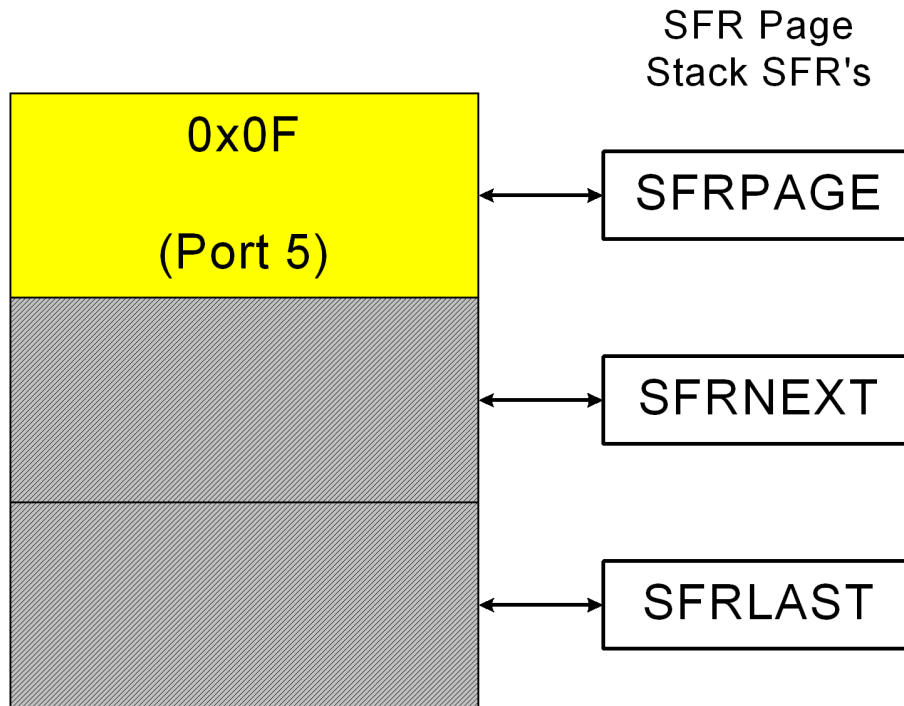 SFR Page
Stack SFR's
0x0F
(Port 5)
SFRPAGE
SFRNEXT
SFRLAST